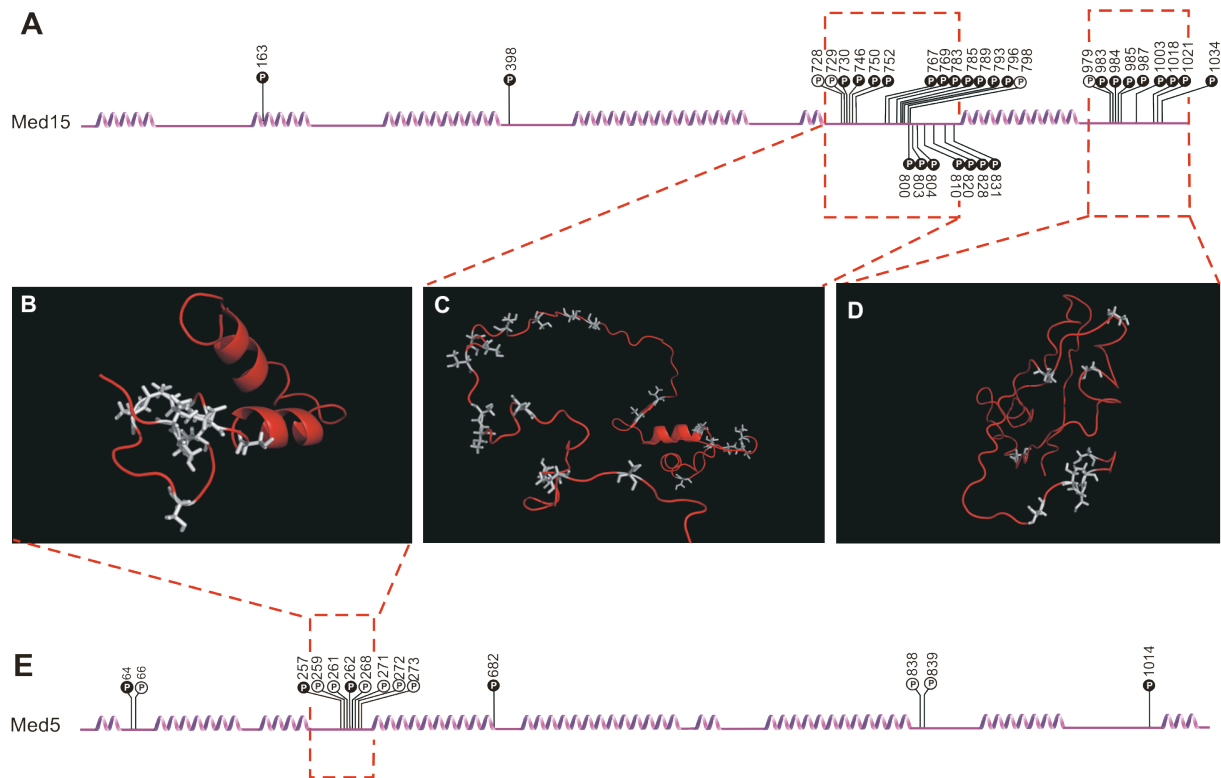 A
163
398
728 729 730 746 750 752 767 769 783 785 789 793 796 798
979 983 984 985 987 1003 1018 1021 1034
P P P P P P P P P P P P P P P P P P P P P P P P P
Med15
P P P P P P P
800 803 804 810 820 828 831
B
C
D
E
64 66
257 259 261 262 268 271 272 273
682
838 839
1014
P P P P P P P P P P P P P P
Med5